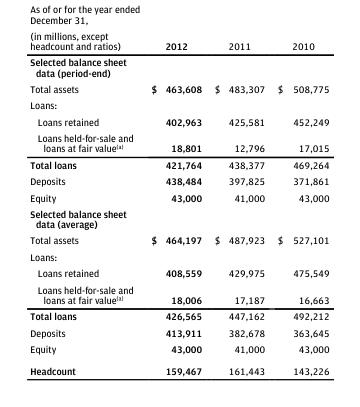 As of or for the year ended
December 31,
(in millions, except
headcount and ratios) 2012 2011 2010
Selected balance sheet
data (period-end)
Total assets $ 463,608 $ 483,307 $ 508,775
Loans:
Loans retained 402,963 425,581 452,249
Loans held-for-sale and
loans at fair value(a) 18,801 12,796 17,015
Total loans 421,764 438,377 469,264
Deposits 438,484 397,825 371,861
Equity 43,000 41,000 43,000
Selected balance sheet
data (average)
Total assets $ 464,197 $ 487,923 $ 527,101
Loans:
Loans retained 408,559 429,975 475,549
Loans held-for-sale and
loans at fair value(a) 18,006 17,187 16,663
Total loans 426,565 447,162 492,212
Deposits 413,911 382,678 363,645
Equity 43,000 41,000 43,000
Headcount 159,467 161,443 143,226